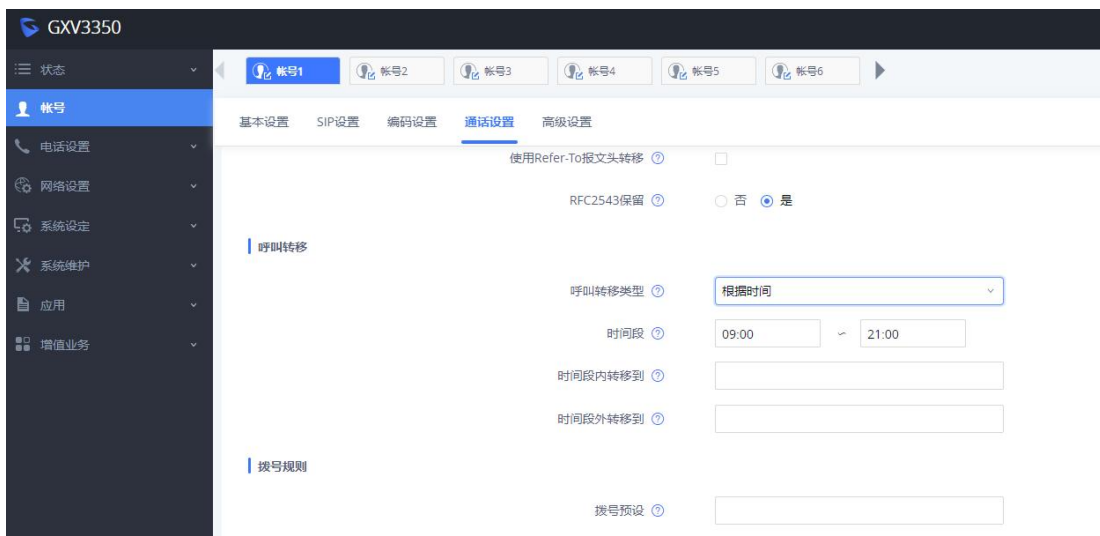 GXV3350
状态
帐号1 帐号2 帐号3 帐号4 帐号5 帐号6
帐号
基本设置 SIP设置 编码设置 通话设置 高级设置
电话设置
使用Refer-To报文头转移
网络设置
RFC2543保留 否 是
系统设定
呼叫转移
系统维护
呼叫转移类型 根据时间
应用
时间段 09:00 ~ 21:00
增值业务
时间段内转移到
时间段外转移到
拨号规则
拨号预设